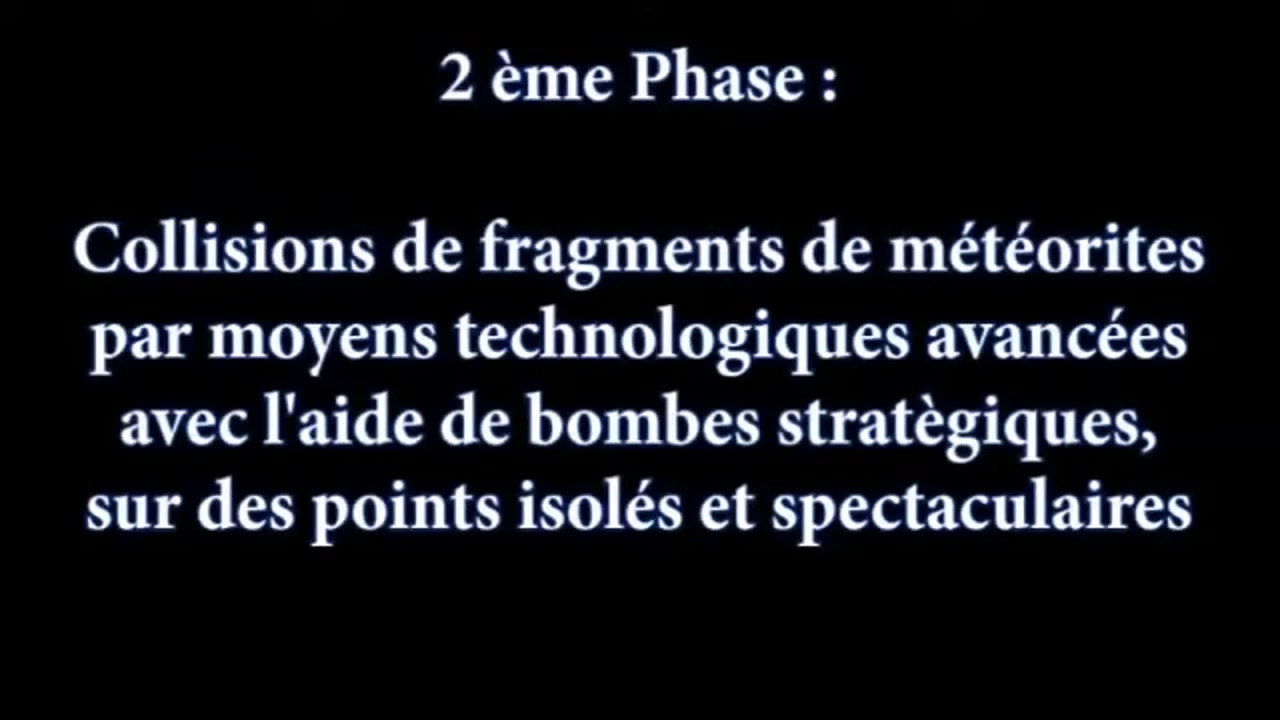 2 ème Phase :
Collisions de fragments de météorites
par moyens technologiques avancées
avec l'aide de bombes stratègiques,
sur des points isolés et spectaculaires